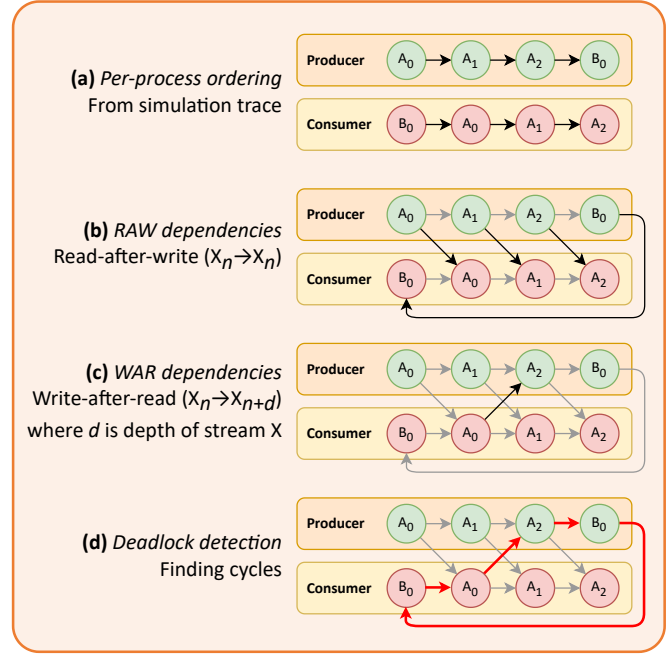 (a) Per-process ordering
From simulation trace
Producer A₀ A₁ A₂ B₀
Consumer B₀ A₀ A₁ A₂
(b) RAW dependencies
Read-after-write (Xₙ→Xₙ)
Producer A₀ A₁ A₂ B₀
Consumer B₀ A₀ A₁ A₂
(c) WAR dependencies
Write-after-read (Xₙ→Xₙ₊d)
where d is depth of stream X
Producer A₀ A₁ A₂ B₀
Consumer B₀ A₀ A₁ A₂
(d) Deadlock detection
Finding cycles
Producer A₀ A₁ A₂ B₀
Consumer B₀ A₀ A₁ A₂